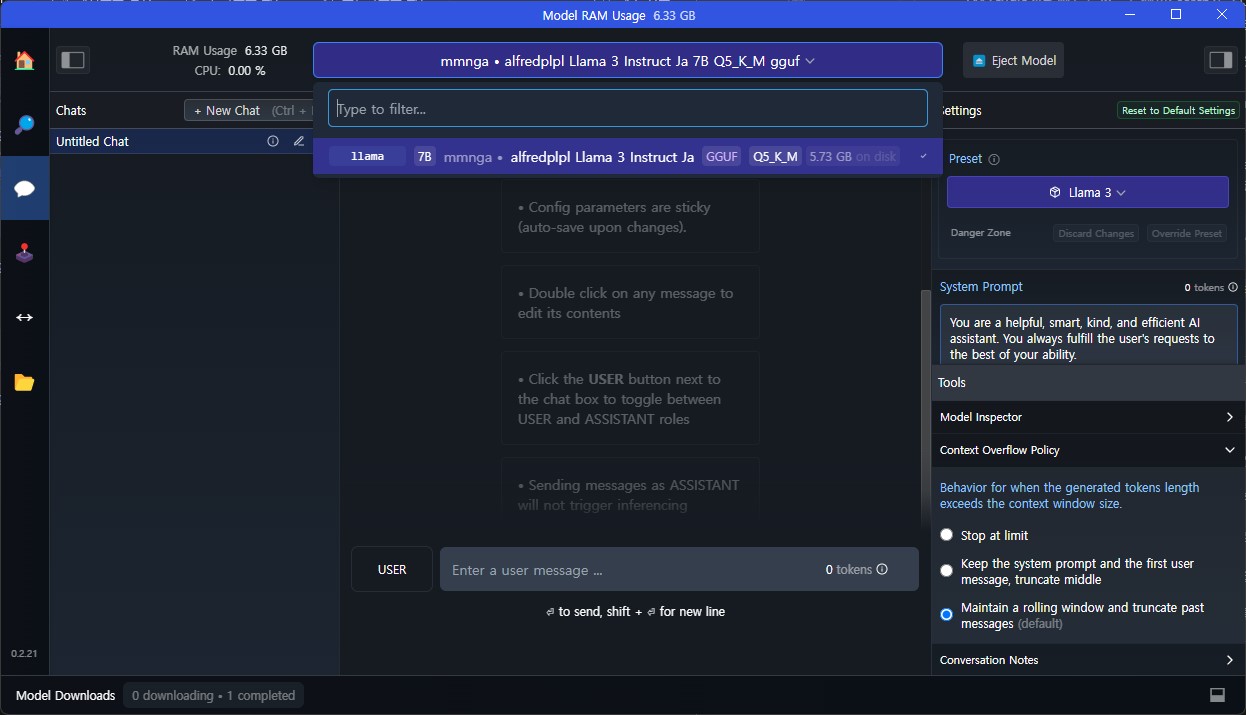 Model RAM Usage 6.33 GB
RAM Usage 6.33 GB
CPU: 0.00 %
mmnga • alfredplpl Llama 3 Instruct Ja 7B Q5_K_M gguf
Eject Model
Chats
+ New Chat (Ctrl +
Type to filter...
ettings
Reset to Default Settings
Untitled Chat
llama 7B mmnga • alfredplpl Llama 3 Instruct Ja GGUF Q5_K_M 5.73 GB on disk
Preset
Llama 3
Danger Zone Discard Changes Override Preset
• Config parameters are sticky
(auto-save upon changes).
• Double click on any message to
edit its contents
• Click the USER button next to
the chat box to toggle between
USER and ASSISTANT roles
• Sending messages as ASSISTANT
will not trigger inferencing
System Prompt 0 tokens
You are a helpful, smart, kind, and efficient AI
assistant. You always fulfill the user's requests to
the best of your ability.
Tools
Model Inspector
Context Overflow Policy
Behavior for when the generated tokens length
exceeds the context window size.
Stop at limit
Keep the system prompt and the first user
message, truncate middle
Maintain a rolling window and truncate past
messages (default)
Conversation Notes
USER
Enter a user message ...
0 tokens
⏎ to send, shift + ⏎ for new line
0.2.21
Model Downloads 0 downloading • 1 completed